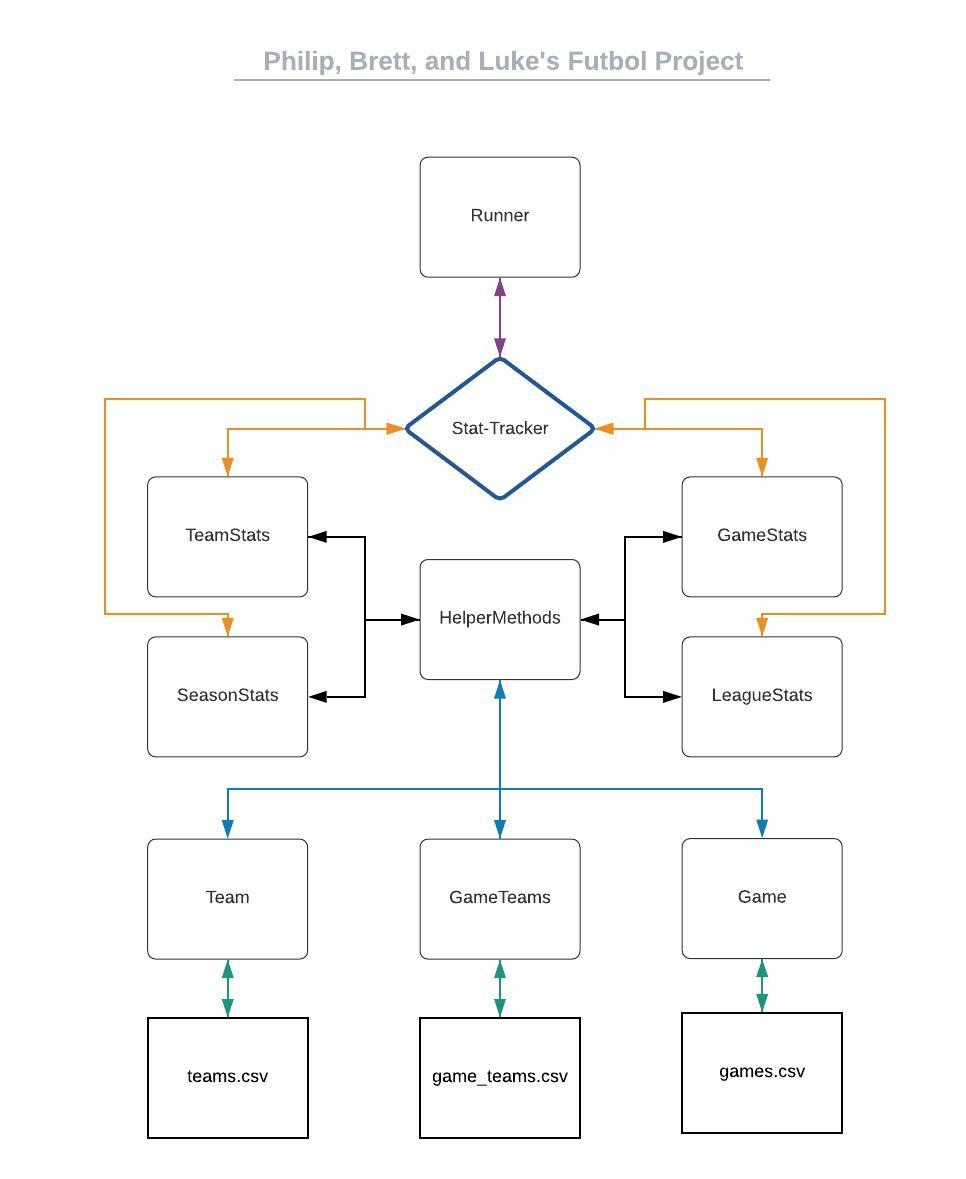 Philip, Brett, and Luke's Futbol Project
Runner
Stat-Tracker
TeamStats
GameStats
HelperMethods
SeasonStats
LeagueStats
Team
GameTeams
Game
teams.csv
game_teams.csv
games.csv